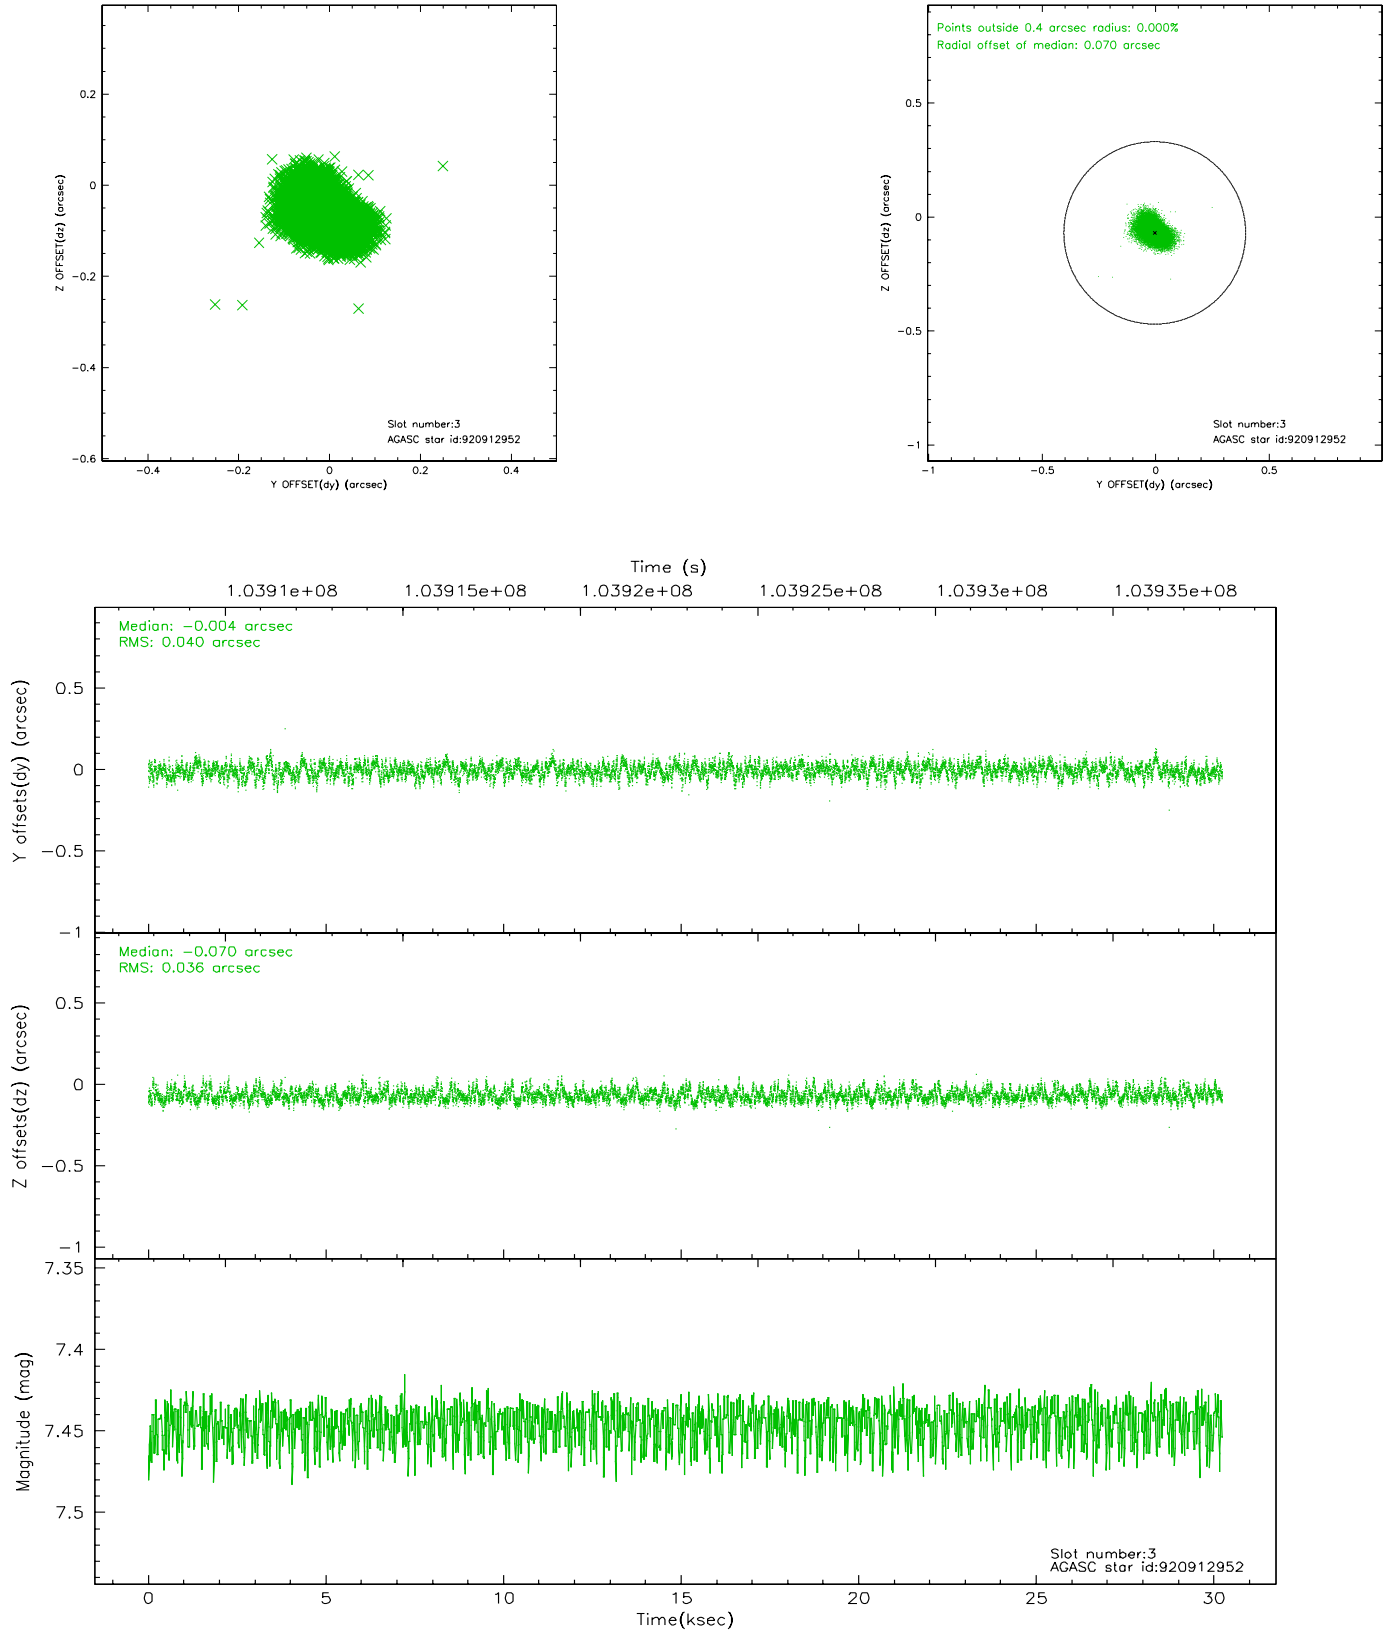 0.2
0
−0.2
−0.4
−0.6
Z OFFSET(dz) (arcsec)
Slot number:3
AGASC star id:920912952
−0.4 −0.2 0 0.2 0.4
Y OFFSET(dy) (arcsec)
Points outside 0.4 arcsec radius: 0.000%
Radial offset of median: 0.070 arcsec
0.5
0
−0.5
−1
Z OFFSET(dz) (arcsec)
Slot number:3
AGASC star id:920912952
−1 −0.5 0 0.5
Y OFFSET(dy) (arcsec)
Time (s)
1.0391e+08 1.03915e+08 1.0392e+08 1.03925e+08 1.0393e+08 1.03935e+08
Median: −0.004 arcsec
RMS: 0.040 arcsec
0.5
0
−0.5
−1
Y offsets(dy) (arcsec)
Median: −0.070 arcsec
RMS: 0.036 arcsec
0.5
0
−0.5
−1
Z offsets(dz) (arcsec)
7.35
7.4
7.45
7.5
Magnitude (mag)
Slot number:3
AGASC star id:920912952
0 5 10 15 20 25 30
Time(ksec)